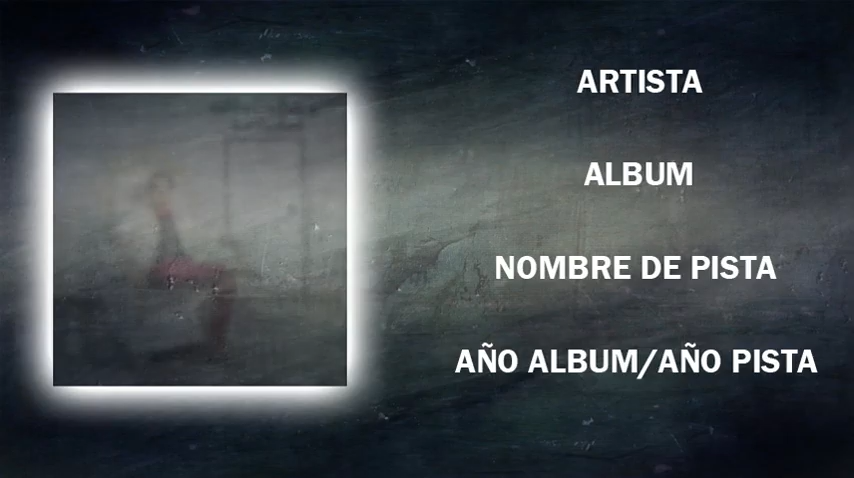 ARTISTA
ALBUM
NOMBRE DE PISTA
AÑO ALBUM/AÑO PISTA